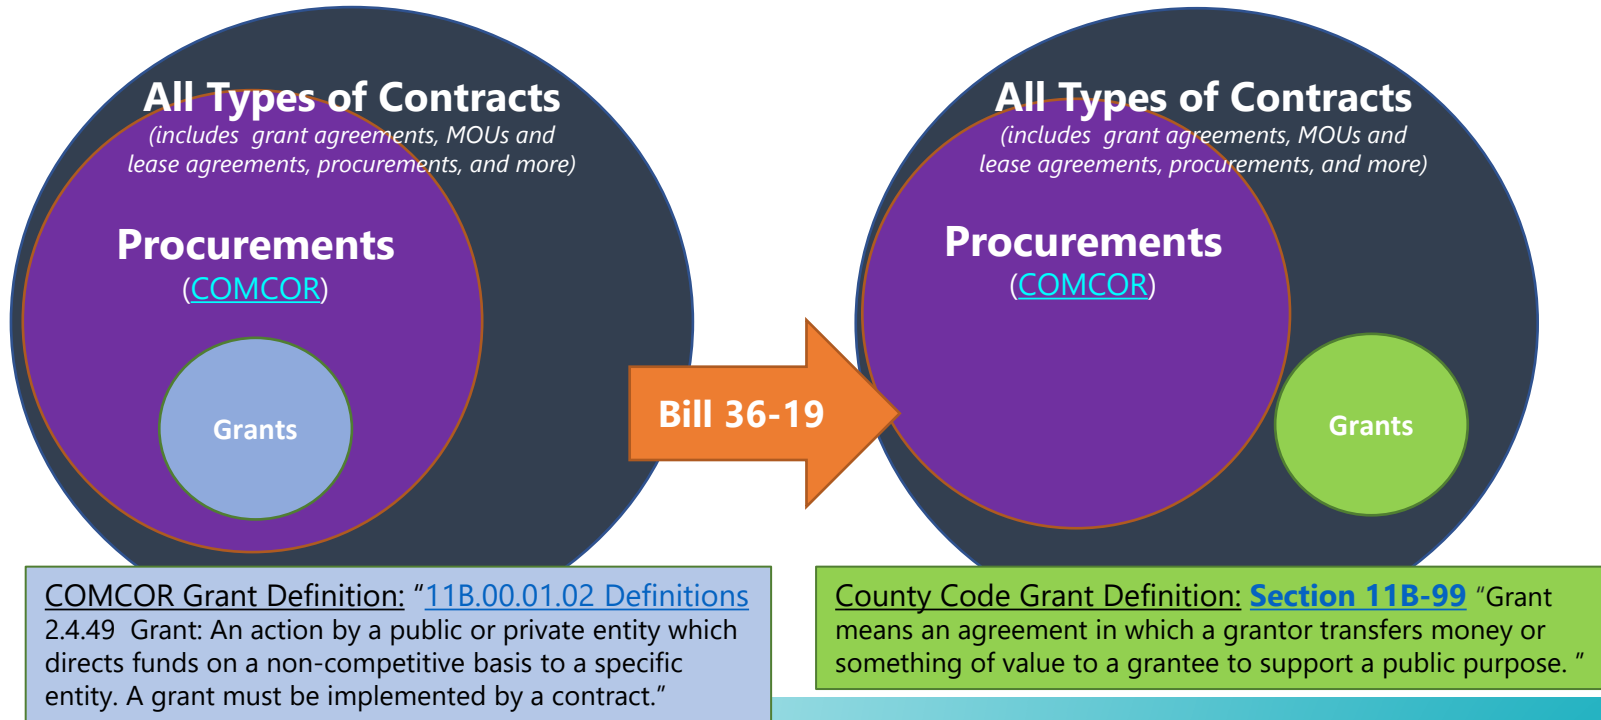 All Types of Contracts
(includes  grant agreements, MOUs and
lease agreements, procurements, and more)
Procurements
(COMCOR)
Grants
Bill 36-19
All Types of Contracts
(includes  grant agreements, MOUs and
lease agreements, procurements, and more)
Procurements
(COMCOR)
Grants
COMCOR Grant Definition: “11B.00.01.02 Definitions
2.4.49  Grant: An action by a public or private entity which
directs funds on a non-competitive basis to a specific
entity. A grant must be implemented by a contract.”
County Code Grant Definition: Section 11B-99 “Grant
means an agreement in which a grantor transfers money or
something of value to a grantee to support a public purpose. ”